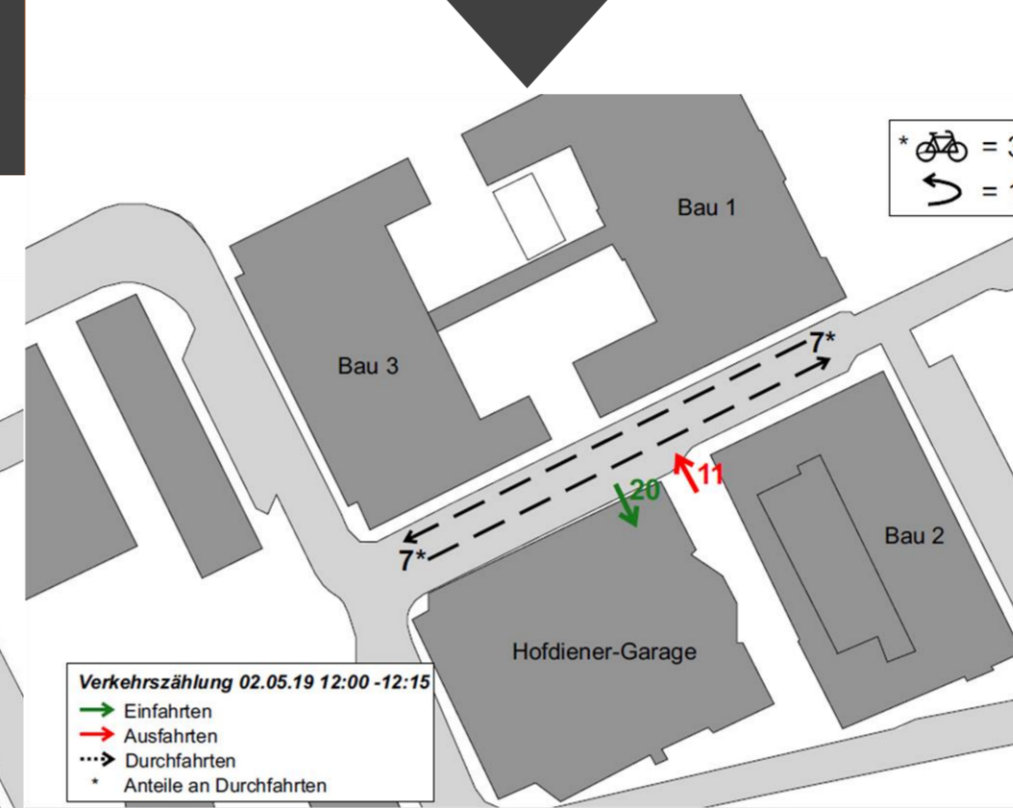 * = 3
= 1
Bau 1
Bau 3
7*
11
20
Bau 2
7*
Hofdiener-Garage
Verkehrszählung 02.05.19 12:00 -12:15
Einfahrten
Ausfahrten
Durchfahrten
* Anteile an Durchfahrten